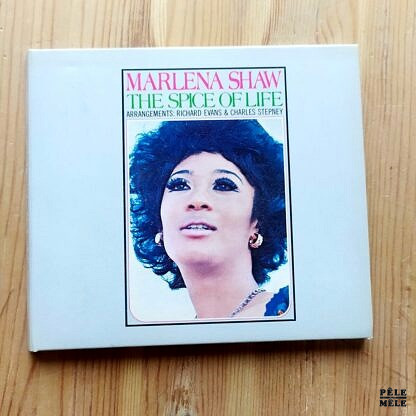 MARLENA SHAW
THE SPICE OF LIFE
ARRANGEMENTS: RICHARD EVANS & CHARLES STEPNEY
PÊLE
MÊLE